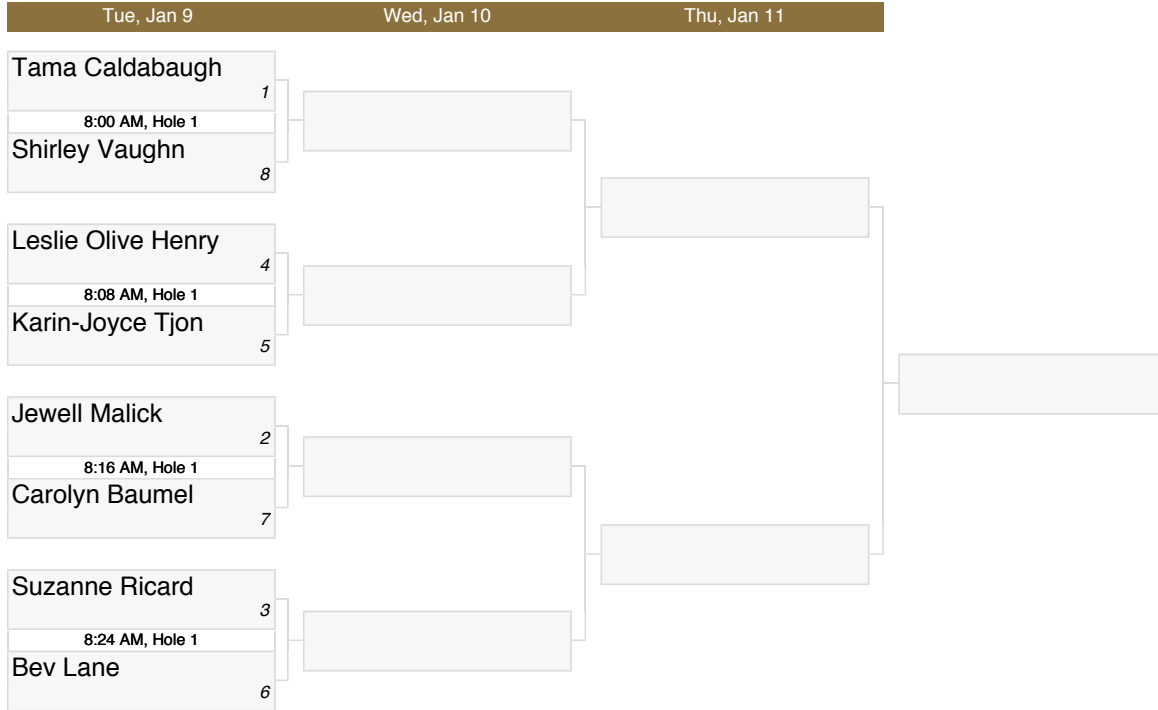 Tue, Jan 9
Wed, Jan 10
Thu, Jan 11
Tama Caldabaugh
1
8:00 AM, Hole 1
Shirley Vaughn
8
Leslie Olive Henry
4
8:08 AM, Hole 1
Karin-Joyce Tjon
5
Jewell Malick
2
8:16 AM, Hole 1
Carolyn Baumel
7
Suzanne Ricard
3
8:24 AM, Hole 1
Bev Lane
6